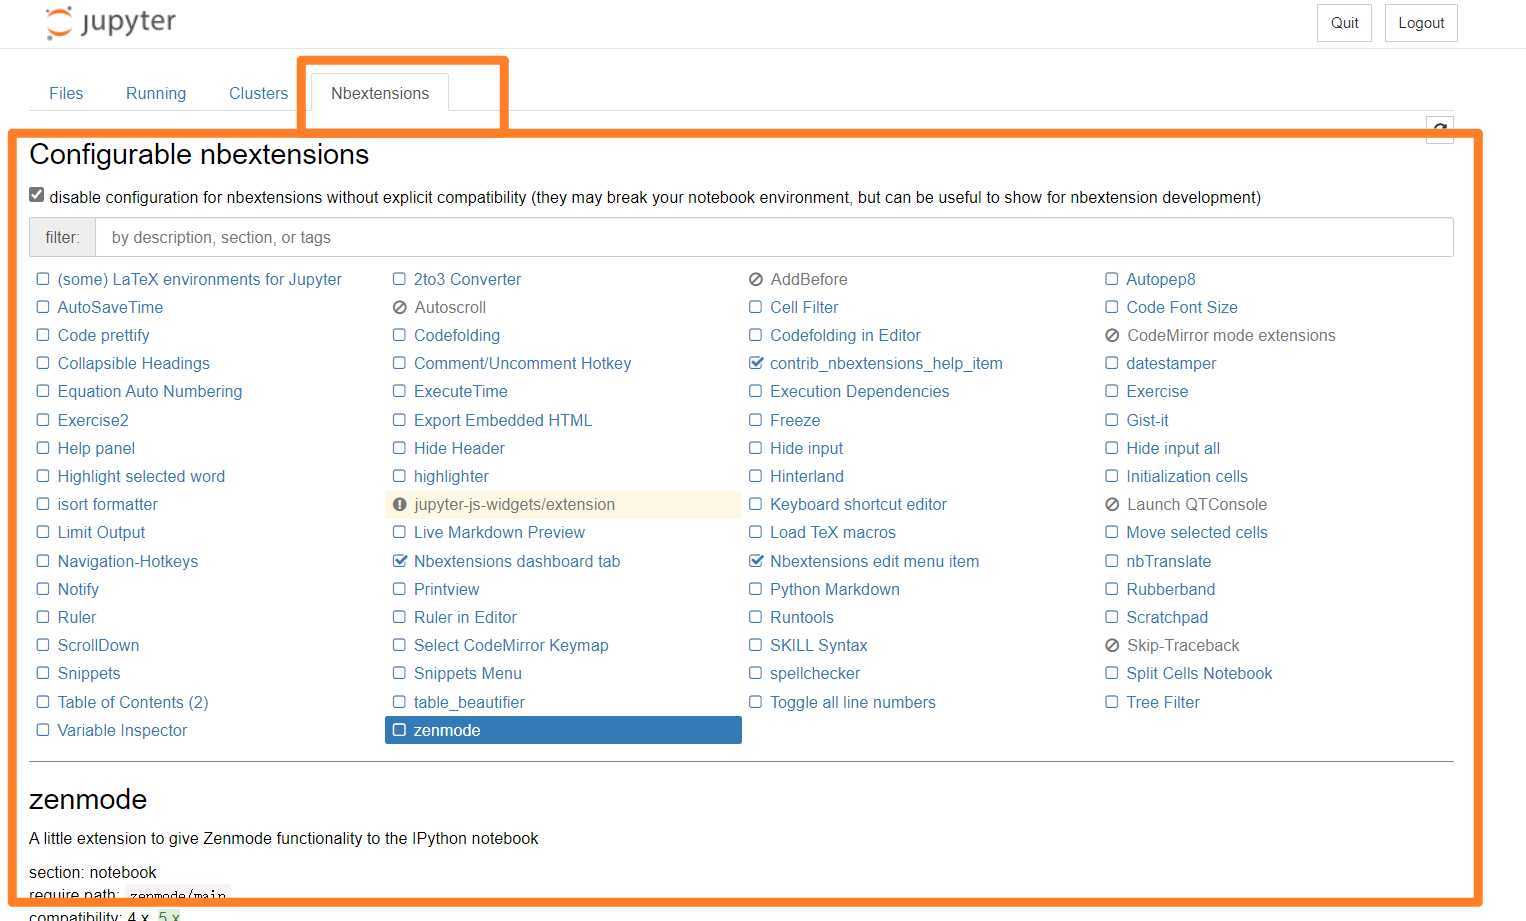 jupyter
Quit
Logout
Files
Running
Clusters
Nbextensions
Configurable nbextensions
disable configuration for nbextensions without explicit compatibility (they may break your notebook environment, but can be useful to show for nbextension development)
filter:
by description, section, or tags
(some) LaTeX environments for Jupyter
2to3 Converter
AddBefore
Autopep8
AutoSaveTime
Autoscroll
Cell Filter
Code Font Size
Code prettify
Codefolding
Codefolding in Editor
CodeMirror mode extensions
Collapsible Headings
Comment/Uncomment Hotkey
contrib_nbextensions_help_item
datestamper
Equation Auto Numbering
ExecuteTime
Execution Dependencies
Exercise
Exercise2
Export Embedded HTML
Freeze
Gist-it
Help panel
Hide Header
Hide input
Hide input all
Highlight selected word
highlighter
Hinterland
Initialization cells
isort formatter
jupyter-js-widgets/extension
Keyboard shortcut editor
Launch QTConsole
Limit Output
Live Markdown Preview
Load TeX macros
Move selected cells
Navigation-Hotkeys
Nbextensions dashboard tab
Nbextensions edit menu item
nbTranslate
Notify
Printview
Python Markdown
Rubberband
Ruler
Ruler in Editor
Runtools
Scratchpad
ScrollDown
Select CodeMirror Keymap
SKILL Syntax
Skip-Traceback
Snippets
Snippets Menu
spellchecker
Split Cells Notebook
Table of Contents (2)
table_beautifier
Toggle all line numbers
Tree Filter
Variable Inspector
zenmode
zenmode
A little extension to give Zenmode functionality to the IPython notebook
section: notebook
require path: zenmode/main
compatibility: 4.x, 5.x